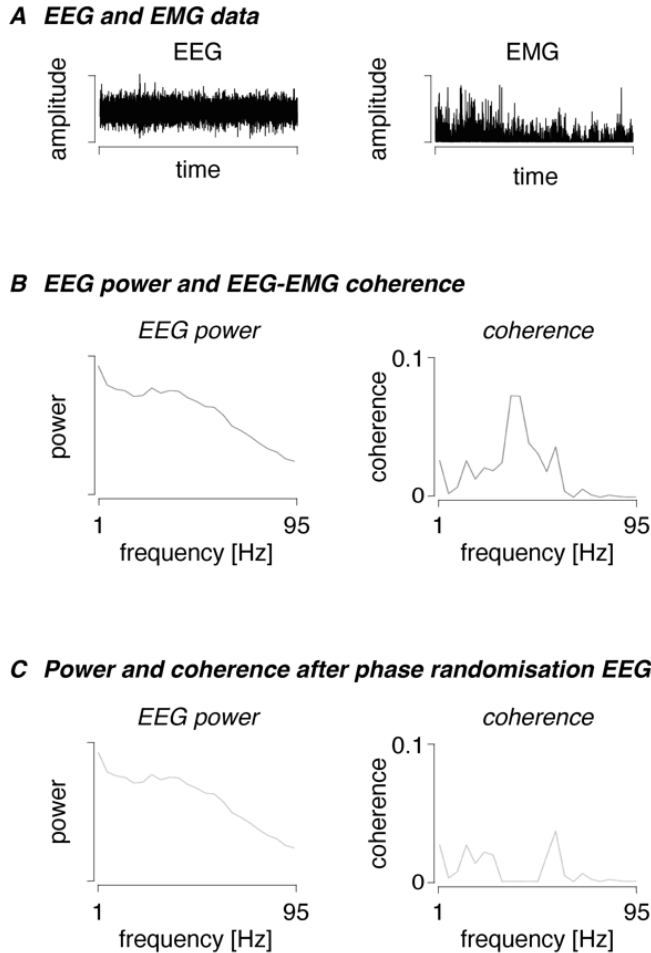 A EEG and EMG data
EEG
EMG
amplitude
time
amplitude
time
B EEG power and EEG-EMG coherence
EEG power
coherence
power
1
95
frequency [Hz]
0.1
coherence
0
1
95
frequency [Hz]
C Power and coherence after phase randomisation EEG
EEG power
coherence
power
1
95
frequency [Hz]
0.1
coherence
0
1
95
frequency [Hz]